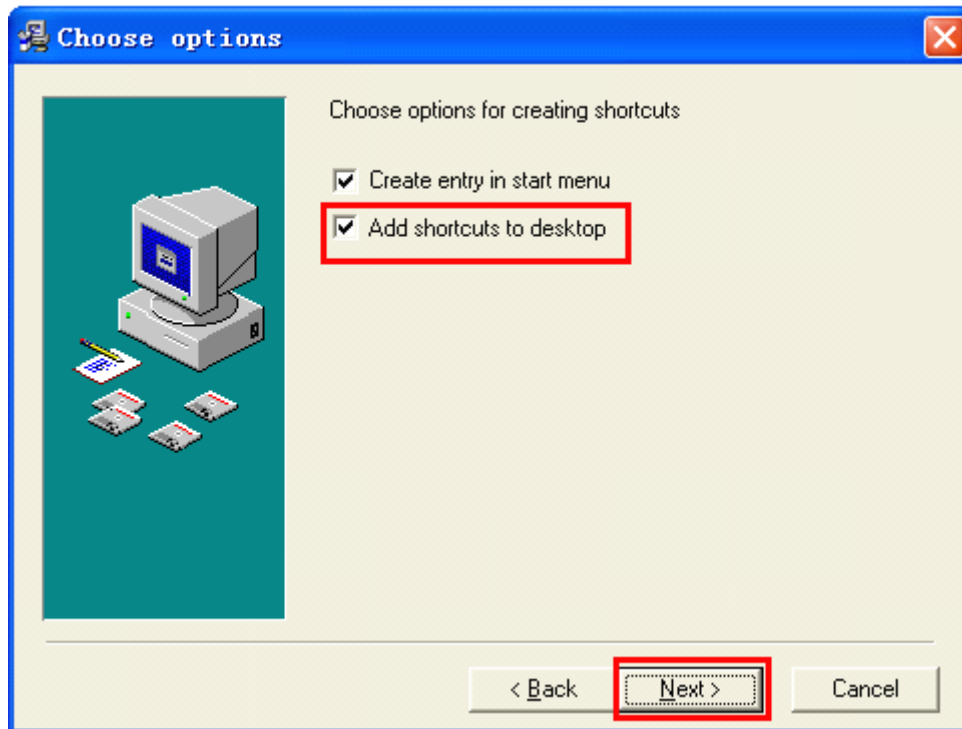 Choose options
Choose options for creating shortcuts
Create entry in start menu
Add shortcuts to desktop
< Back
Next >
Cancel